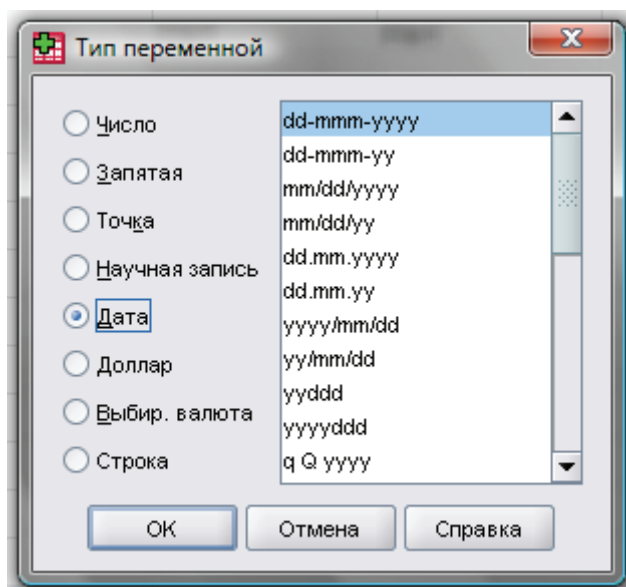 Тип переменной
Число
Запятая
Точка
Научная запись
Дата
Доллар
Выбир. валюта
Строка
dd-mmm-yyyy
dd-mmm-yy
mm/dd/yyyy
mm/dd/yy
dd.mm.yyyy
dd.mm.yy
yyyy/mm/dd
yy/mm/dd
yyddd
yyyyddd
q Q yyyy
OK
Отмена
Справка